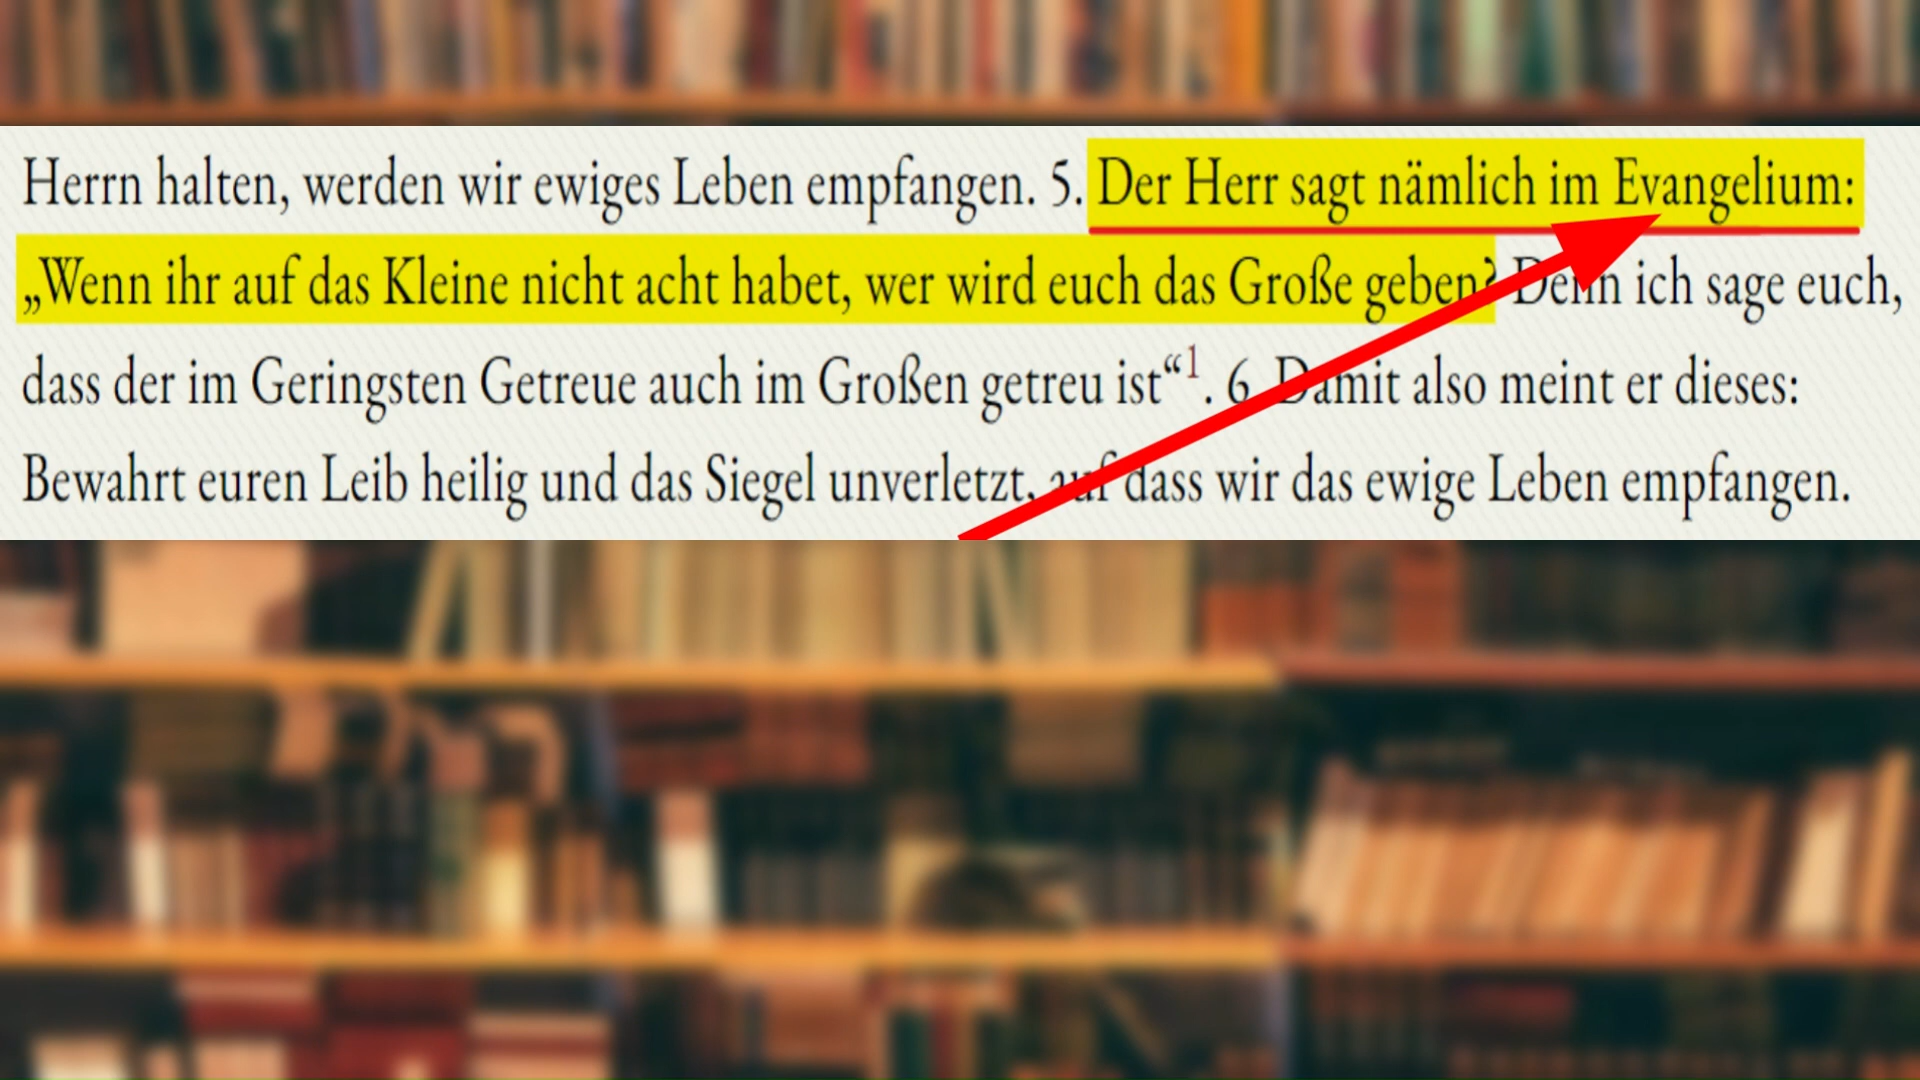 Herrn halten, werden wir ewiges Leben empfangen. 5. Der Herr sagt nämlich im Evangelium:
„Wenn ihr auf das Kleine nicht acht habet, wer wird euch das Große geben? Denn ich sage euch,
dass der im Geringsten Getreue auch im Großen getreu ist“1. 6. Damit also meint er dieses:
Bewahrt euren Leib heilig und das Siegel unverletzt, auf dass wir das ewige Leben empfangen.